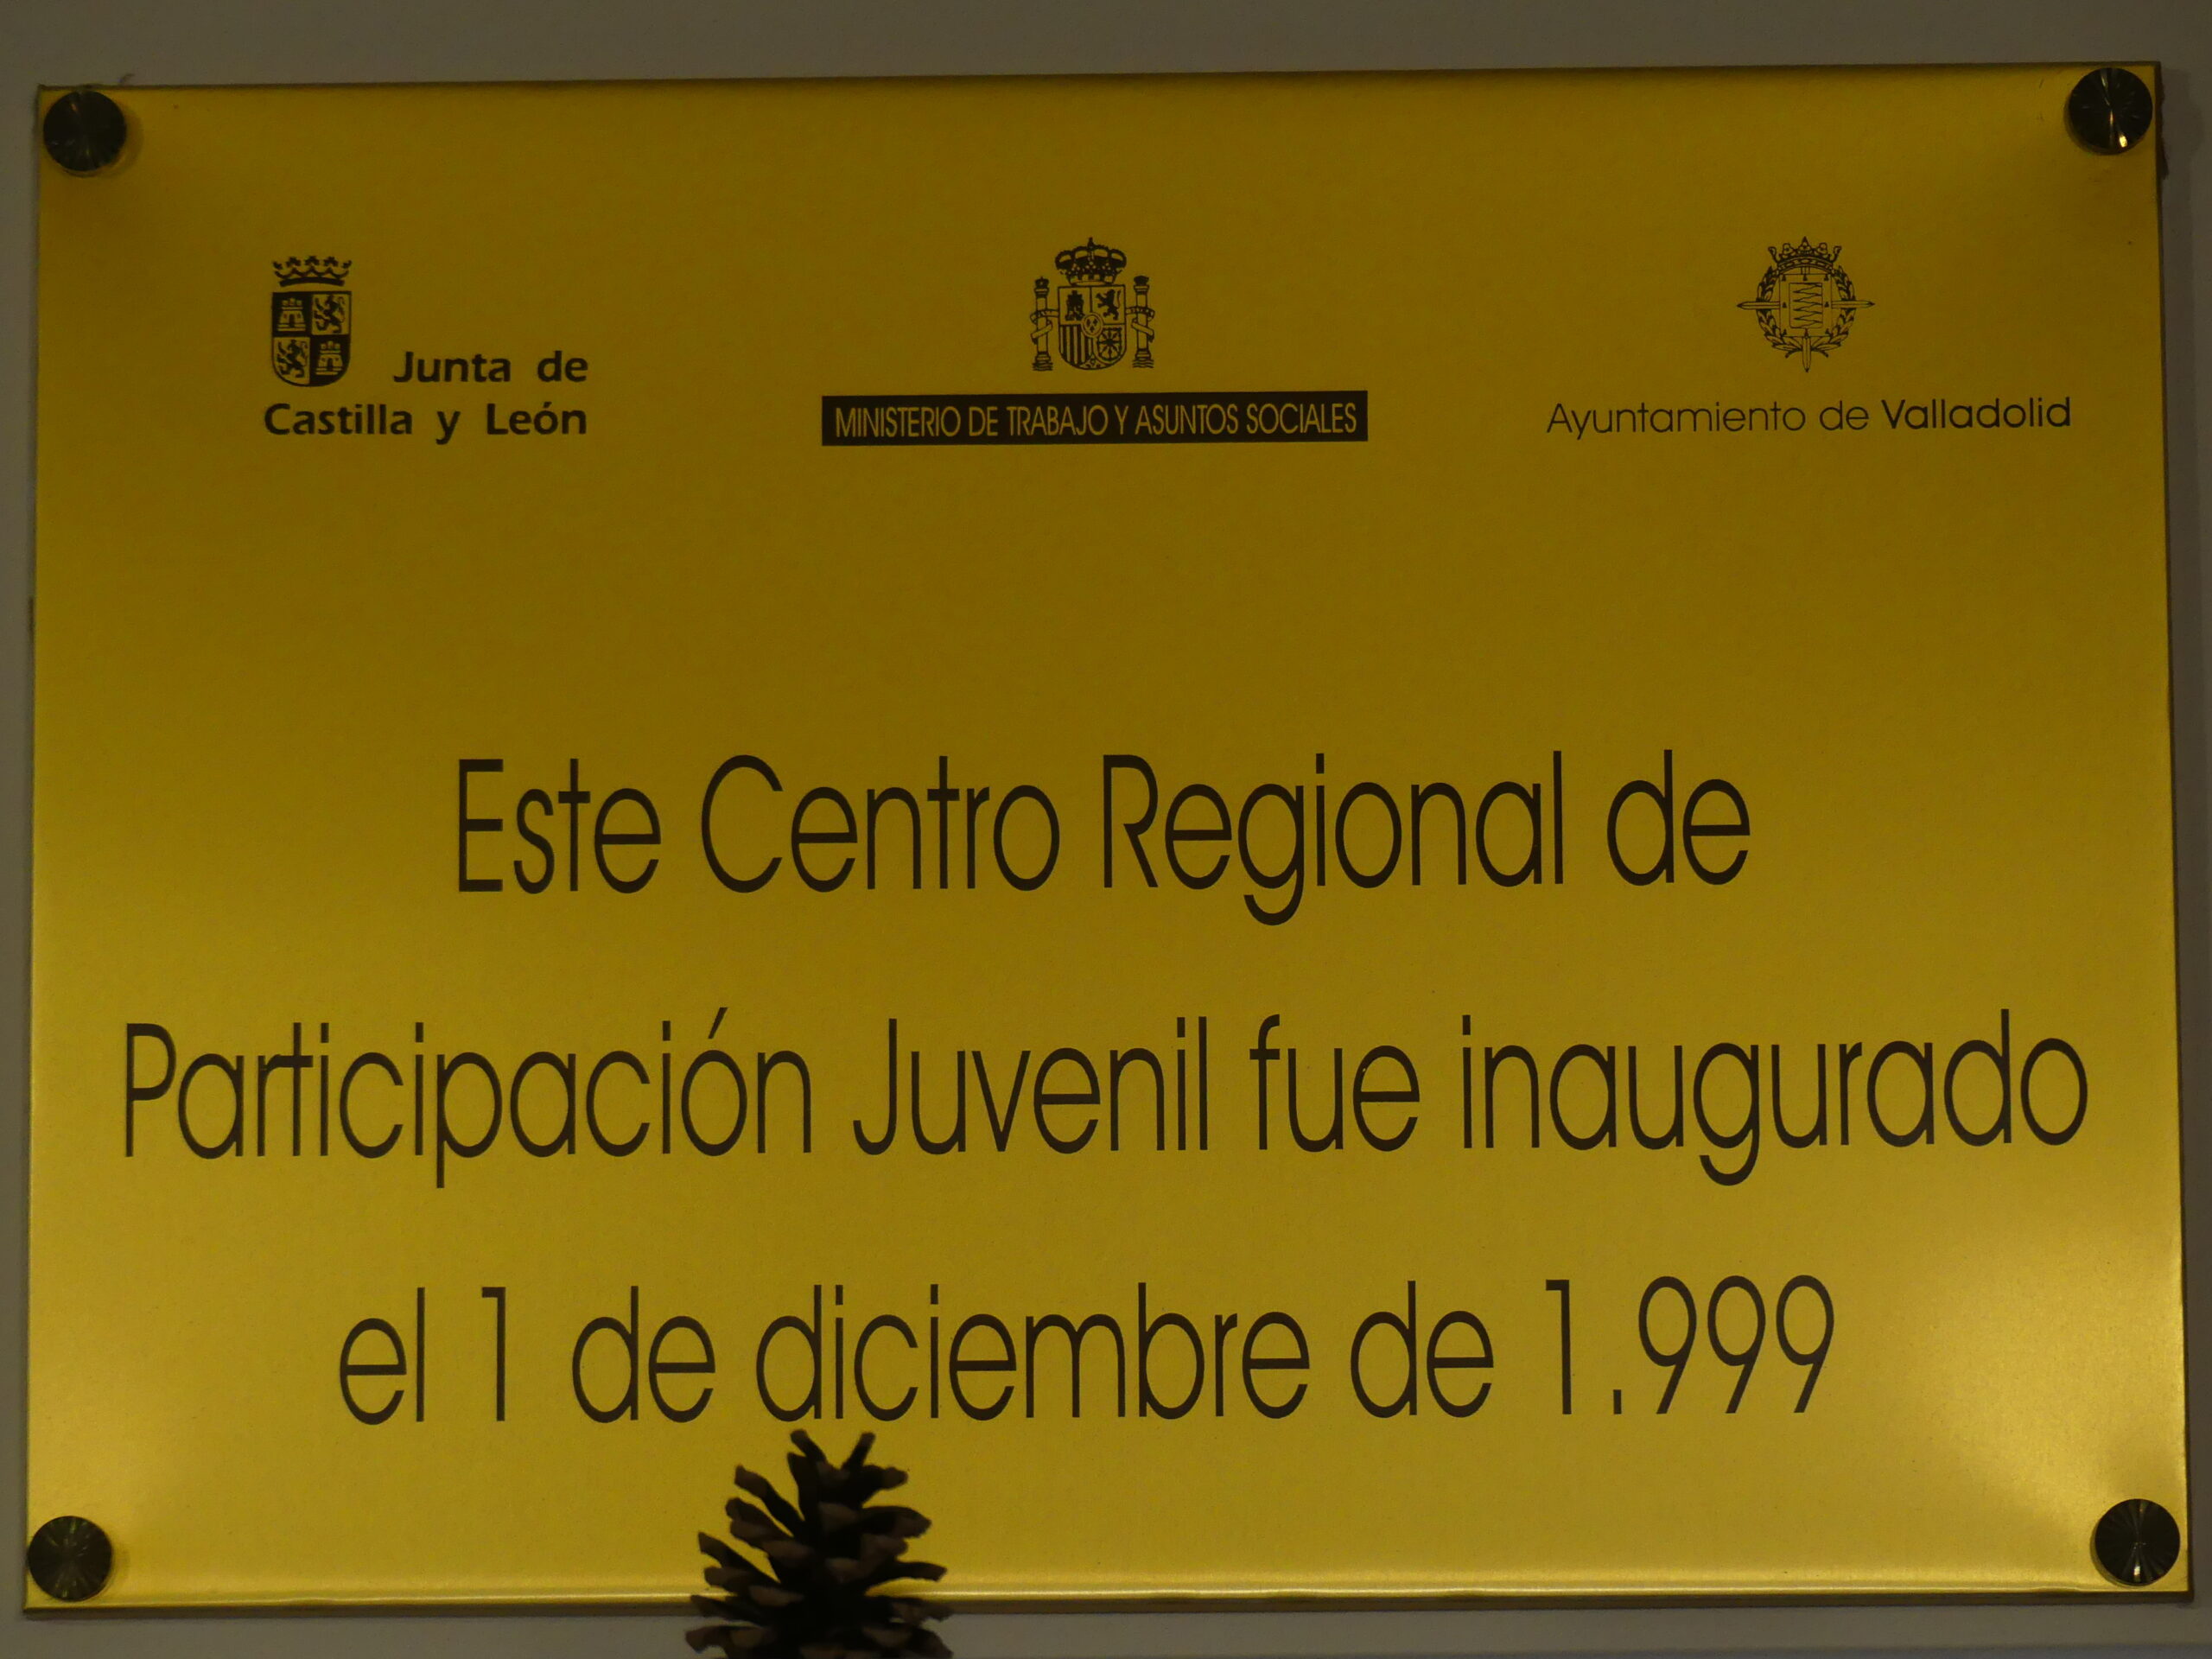 Junta de
Castilla y León
MINISTERIO DE TRABAJO Y ASUNTOS SOCIALES
Ayuntamiento de Valladolid
Este Centro Regional de
Participación Juvenil fue inaugurado
el 1 de diciembre de 1.999